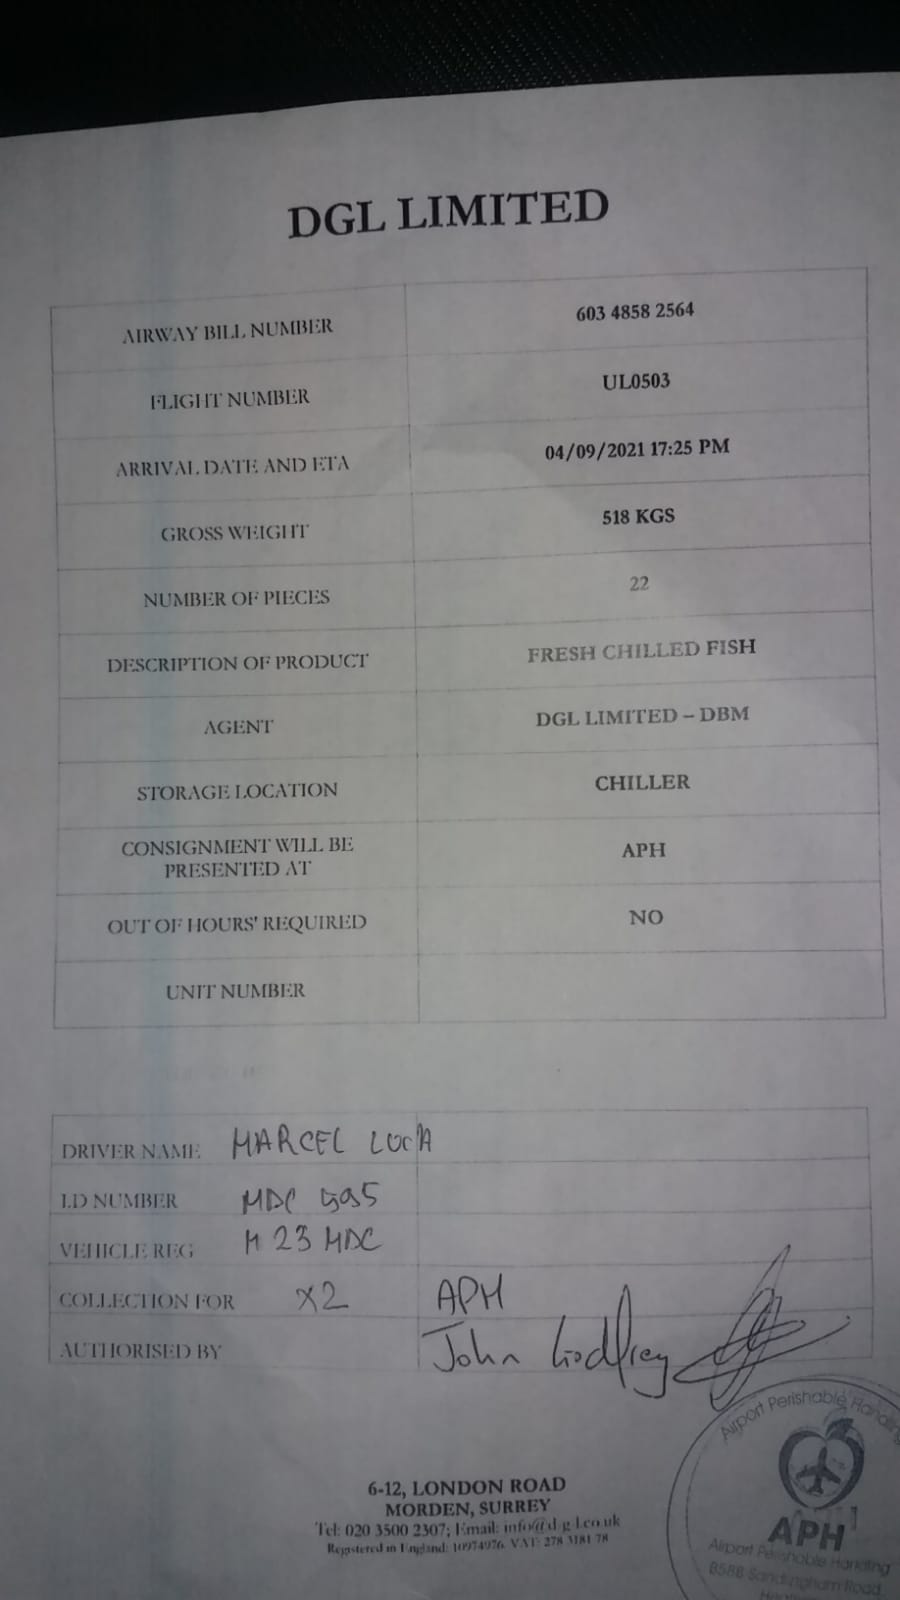 DGL LIMITED
AIRWAY BILL NUMBER 603 4858 2564
FLIGHT NUMBER UL0503
ARRIVAL DATE AND ETA 04/09/2021 17:25 PM
GROSS WEIGHT 518 KGS
NUMBER OF PIECES 22
DESCRIPTION OF PRODUCT FRESH CHILLED FISH
AGENT DGL LIMITED – DBM
STORAGE LOCATION CHILLER
CONSIGNMENT WILL BE
PRESENTED AT APH
OUT OF HOURS' REQUIRED NO
UNIT NUMBER
DRIVER NAME MARCEL
I.D NUMBER MDC 595
VEHICLE REG M 23 MDC
COLLECTION FOR X2 APH
AUTHORISED BY John Godfrey
6-12, LONDON ROAD
MORDEN, SURREY
Tel: 020 3500 2307; Email: info@d-g-l.co.uk
Registered in England: 10974976. VAT: 278 3181 78
Airport Perishable Handling
APH
Airport Perishable Handling
B588 Sandringham Road